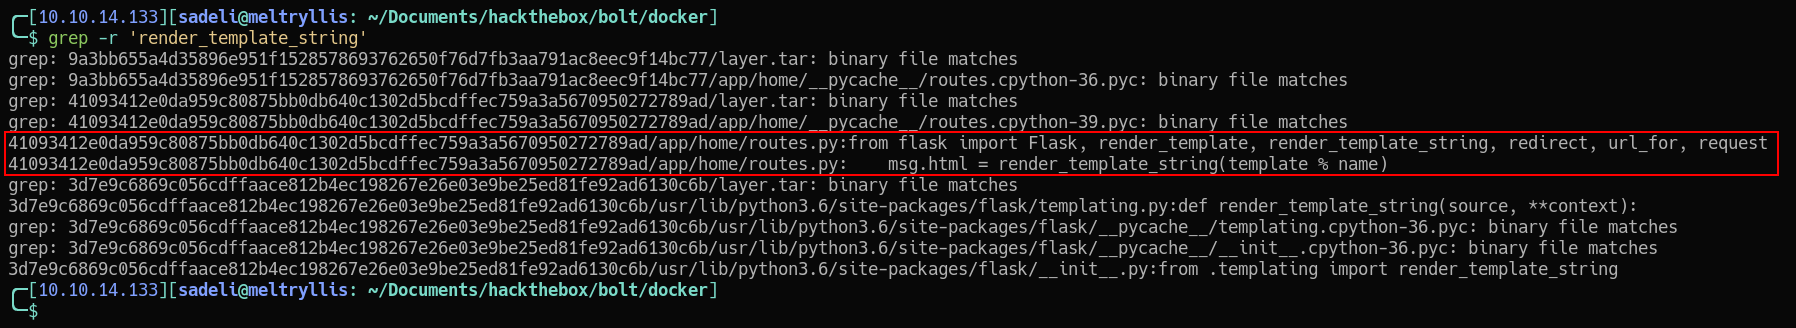 ┌─[10.10.14.133][sadeli@meltryllis: ~/Documents/hackthebox/bolt/docker]
└─$ grep -r 'render_template_string'
grep: 9a3bb655a4d35896e951f1528578693762650f76d7fb3aa791ac8eec9f14bc77/layer.tar: binary file matches
grep: 9a3bb655a4d35896e951f1528578693762650f76d7fb3aa791ac8eec9f14bc77/app/home/__pycache__/routes.cpython-36.pyc: binary file matches
grep: 41093412e0da959c80875bb0db640c1302d5bcdffec759a3a5670950272789ad/layer.tar: binary file matches
grep: 41093412e0da959c80875bb0db640c1302d5bcdffec759a3a5670950272789ad/app/home/__pycache__/routes.cpython-39.pyc: binary file matches
41093412e0da959c80875bb0db640c1302d5bcdffec759a3a5670950272789ad/app/home/routes.py:from flask import Flask, render_template, render_template_string, redirect, url_for, request
41093412e0da959c80875bb0db640c1302d5bcdffec759a3a5670950272789ad/app/home/routes.py:    msg.html = render_template_string(template % name)
grep: 3d7e9c6869c056cdffaace812b4ec198267e26e03e9be25ed81fe92ad6130c6b/layer.tar: binary file matches
3d7e9c6869c056cdffaace812b4ec198267e26e03e9be25ed81fe92ad6130c6b/usr/lib/python3.6/site-packages/flask/templating.py:def render_template_string(source, **context):
grep: 3d7e9c6869c056cdffaace812b4ec198267e26e03e9be25ed81fe92ad6130c6b/usr/lib/python3.6/site-packages/flask/__pycache__/templating.cpython-36.pyc: binary file matches
grep: 3d7e9c6869c056cdffaace812b4ec198267e26e03e9be25ed81fe92ad6130c6b/usr/lib/python3.6/site-packages/flask/__pycache__/__init__.cpython-36.pyc: binary file matches
3d7e9c6869c056cdffaace812b4ec198267e26e03e9be25ed81fe92ad6130c6b/usr/lib/python3.6/site-packages/flask/__init__.py:from .templating import render_template_string
┌─[10.10.14.133][sadeli@meltryllis: ~/Documents/hackthebox/bolt/docker]
└─$